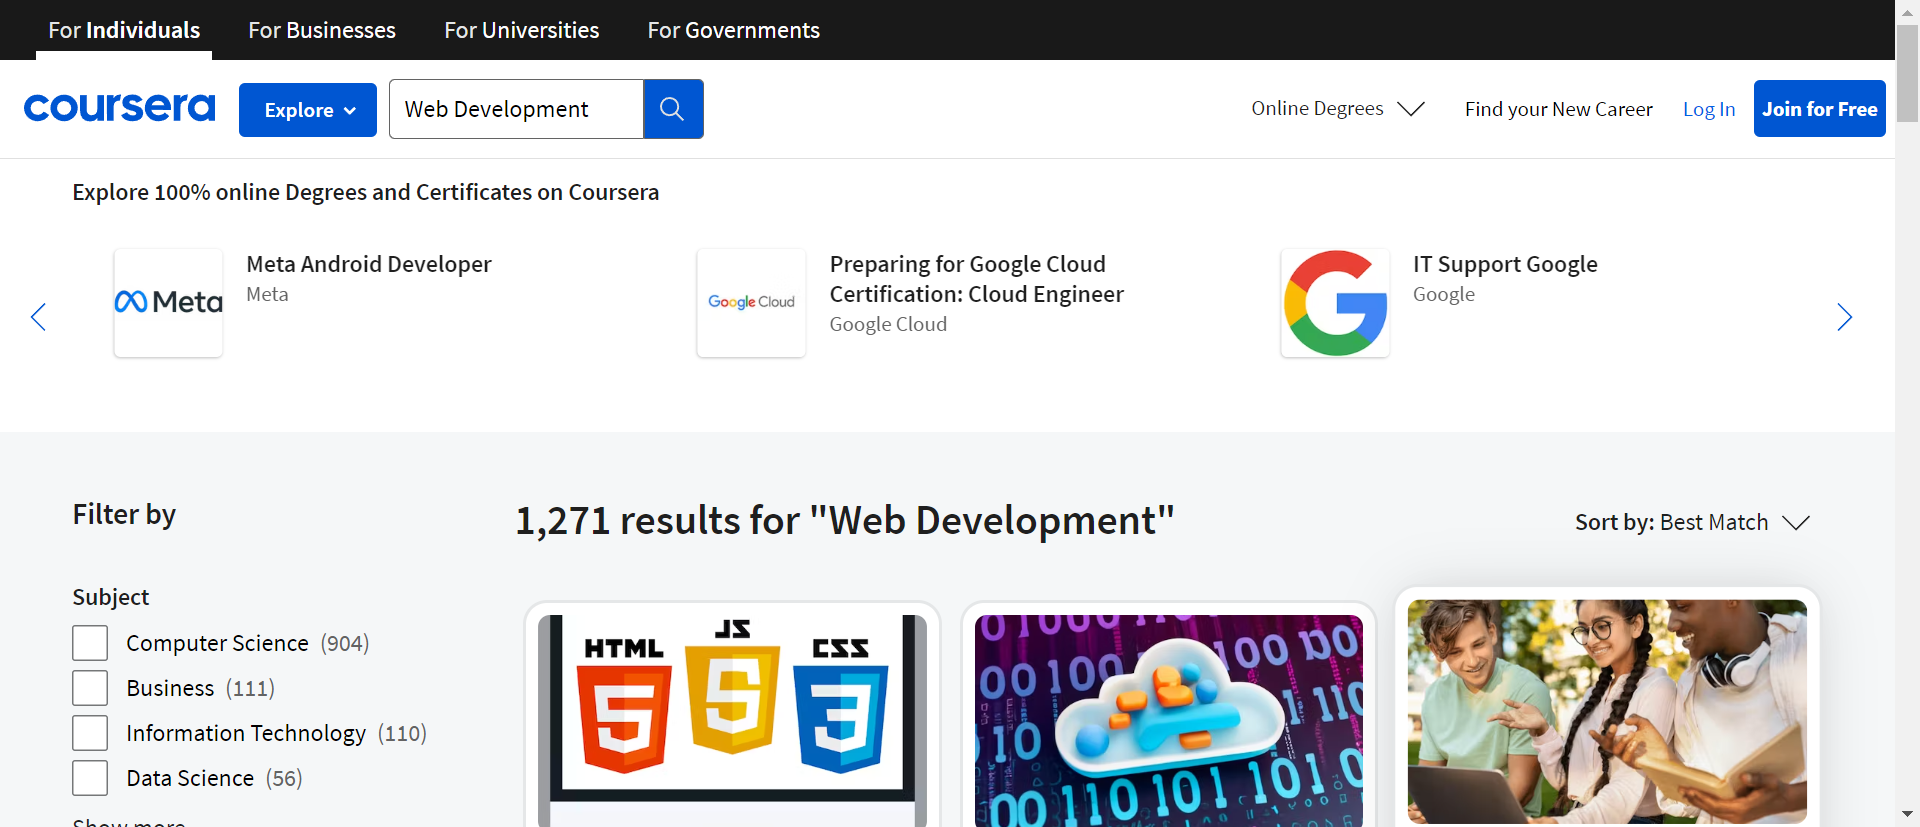 For Individuals
For Businesses
For Universities
For Governments
coursera
Explore
Web Development
Online Degrees
Find your New Career
Log In
Join for Free
Explore 100% online Degrees and Certificates on Coursera
Meta
Meta Android Developer
Meta
Google Cloud
Preparing for Google Cloud
Certification: Cloud Engineer
Google Cloud
IT Support Google
Google
Filter by
1,271 results for "Web Development"
Sort by: Best Match
Subject
Computer Science (904)
Business (111)
Information Technology (110)
Data Science (56)
Show more
HTML
JS
CSS
5
5
3